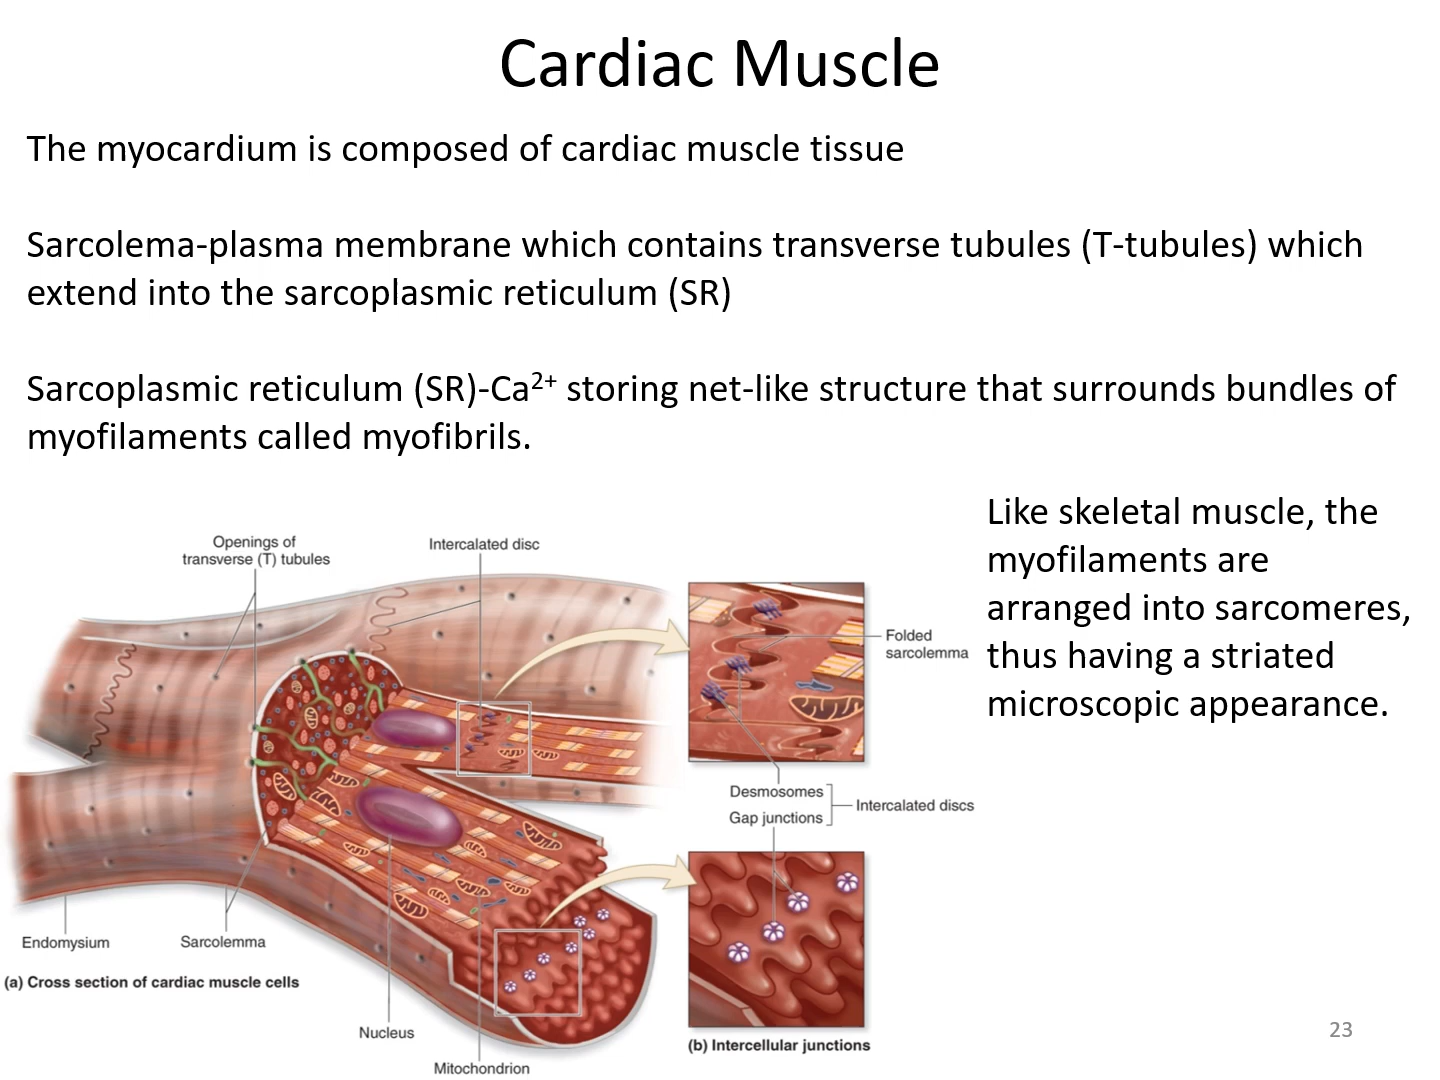 Cardiac Muscle
The myocardium is composed of cardiac muscle tissue
Sarcolema-plasma membrane which contains transverse tubules (T-tubules) which
extend into the sarcoplasmic reticulum (SR)
Sarcoplasmic reticulum (SR)-Ca²⁺ storing net-like structure that surrounds bundles of
myofilaments called myofibrils.
Like skeletal muscle, the
myofilaments are
arranged into sarcomeres,
thus having a striated
microscopic appearance.
Openings of
transverse (T) tubules
Intercalated disc
Folded
sarcolemma
Desmosomes
Gap junctions
Intercalated discs
Endomysium
Sarcolemma
(a) Cross section of cardiac muscle cells
Nucleus
Mitochondrion
(b) Intercellular junctions
23